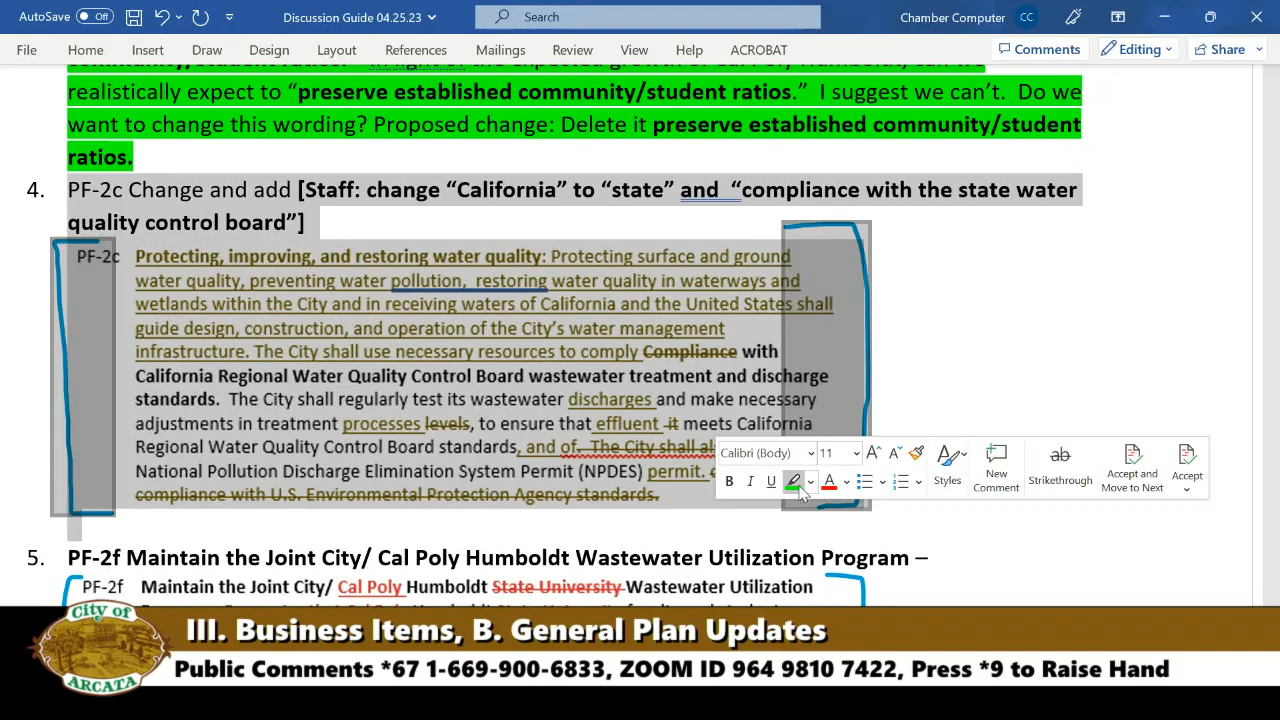 AutoSave Off Discussion Guide 04.25.23 Search Chamber Computer CC
File Home Insert Draw Design Layout References Mailings Review View Help ACROBAT Comments Editing Share
realistically expect to “preserve established community/student ratios.” I suggest we can’t. Do we
want to change this wording? Proposed change: Delete it preserve established community/student
ratios.
4. PF-2c Change and add [Staff: change “California” to “state” and “compliance with the state water
quality control board”]
PF-2c Protecting, improving, and restoring water quality: Protecting surface and ground
water quality, preventing water pollution, restoring water quality in waterways and
wetlands within the City and in receiving waters of California and the United States shall
guide design, construction, and operation of the City’s water management
infrastructure. The City shall use necessary resources to comply Compliance with
California Regional Water Quality Control Board wastewater treatment and discharge
standards. The City shall regularly test its wastewater discharges and make necessary
adjustments in treatment processes levels, to ensure that effluent it meets California
Regional Water Quality Control Board standards, and of. The City shall al
National Pollution Discharge Elimination System Permit (NPDES) permit.
compliance with U.S. Environmental Protection Agency standards.
Calibri (Body) 11 A A
B I U A
Styles
New
Comment
ab
Strikethrough
Accept and
Move to Next
Accept
5. PF-2f Maintain the Joint City/ Cal Poly Humboldt Wastewater Utilization Program –
PF-2f Maintain the Joint City/ Cal Poly Humboldt State University Wastewater Utilization
City of
ARCATA
III. Business Items, B. General Plan Updates
Public Comments *67 1-669-900-6833, ZOOM ID 964 9810 7422, Press *9 to Raise Hand